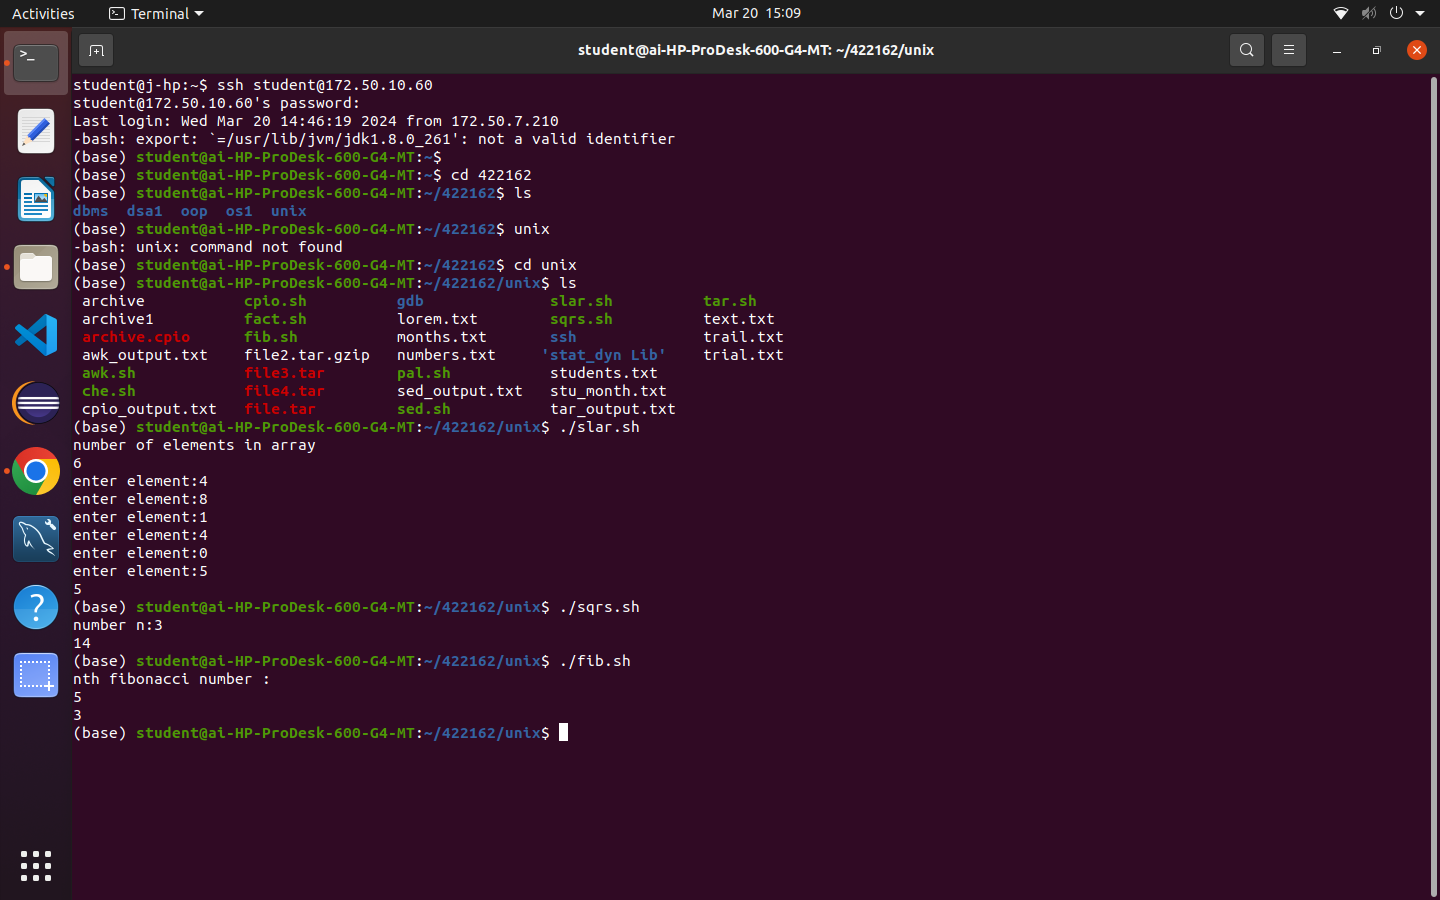 Activities Terminal Mar 20 15:09
student@ai-HP-ProDesk-600-G4-MT: ~/422162/unix
student@j-hp:~$ ssh student@172.50.10.60
student@172.50.10.60's password:
Last login: Wed Mar 20 14:46:19 2024 from 172.50.7.210
-bash: export: `=/usr/lib/jvm/jdk1.8.0_261': not a valid identifier
(base) student@ai-HP-ProDesk-600-G4-MT:~$
(base) student@ai-HP-ProDesk-600-G4-MT:~$ cd 422162
(base) student@ai-HP-ProDesk-600-G4-MT:~/422162$ ls
dbms dsa1 oop os1 unix
(base) student@ai-HP-ProDesk-600-G4-MT:~/422162$ unix
-bash: unix: command not found
(base) student@ai-HP-ProDesk-600-G4-MT:~/422162$ cd unix
(base) student@ai-HP-ProDesk-600-G4-MT:~/422162/unix$ ls
archive cpio.sh gdb slar.sh tar.sh
archive1 fact.sh lorem.txt sqrs.sh text.txt
archive.cpio fib.sh months.txt ssh trail.txt
awk_output.txt file2.tar.gzip numbers.txt 'stat_dyn Lib' trial.txt
awk.sh file3.tar pal.sh students.txt
che.sh file4.tar sed_output.txt stu_month.txt
cpio_output.txt file.tar sed.sh tar_output.txt
(base) student@ai-HP-ProDesk-600-G4-MT:~/422162/unix$ ./slar.sh
number of elements in array
6
enter element:4
enter element:8
enter element:1
enter element:4
enter element:0
enter element:5
5
(base) student@ai-HP-ProDesk-600-G4-MT:~/422162/unix$ ./sqrs.sh
number n:3
14
(base) student@ai-HP-ProDesk-600-G4-MT:~/422162/unix$ ./fib.sh
nth fibonacci number :
5
3
(base) student@ai-HP-ProDesk-600-G4-MT:~/422162/unix$